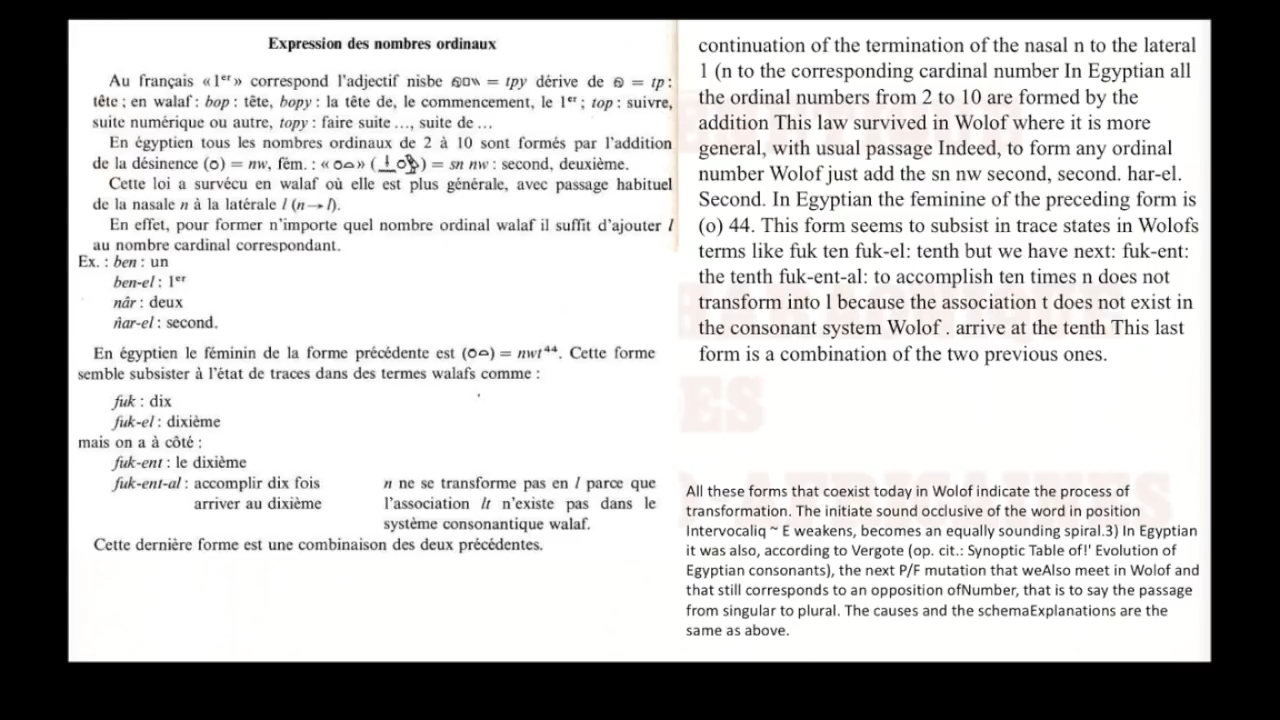 Expression des nombres ordinaux
Au français « 1er » correspond l'adjectif nisbe = tpy dérive de = tp :
tête ; en walaf : bop : tête, bopy : la tête de, le commencement, le 1er ; top : suivre,
suite numérique ou autre, topy : faire suite ..., suite de ...
En égyptien tous les nombres ordinaux de 2 à 10 sont formés par l'addition
de la désinence (o) = nw, fém. : « » ( ) = sn nw : second, deuxième.
Cette loi a survécu en walaf où elle est plus générale, avec passage habituel
de la nasale n à la latérale l (n → l).
En effet, pour former n'importe quel nombre ordinal walaf il suffit d'ajouter l
au nombre cardinal correspondant.
Ex. : ben : un
ben-el : 1er
nâr : deux
ñar-el : second.
En égyptien le féminin de la forme précédente est ( ) = nwt⁴⁴. Cette forme
semble subsister à l'état de traces dans des termes walafs comme :
fuk : dix
fuk-el : dixième
mais on a à côté :
fuk-ent : le dixième
fuk-ent-al : accomplir dix fois
arriver au dixième
n ne se transforme pas en l parce que
l'association lt n'existe pas dans le
système consonantique walaf.
Cette dernière forme est une combinaison des deux précédentes.
continuation of the termination of the nasal n to the lateral
1 (n to the corresponding cardinal number In Egyptian all
the ordinal numbers from 2 to 10 are formed by the
addition This law survived in Wolof where it is more
general, with usual passage Indeed, to form any ordinal
number Wolof just add the sn nw second, second. har-el.
Second. In Egyptian the feminine of the preceding form is
(o) 44. This form seems to subsist in trace states in Wolofs
terms like fuk ten fuk-el: tenth but we have next: fuk-ent:
the tenth fuk-ent-al: to accomplish ten times n does not
transform into l because the association t does not exist in
the consonant system Wolof . arrive at the tenth This last
form is a combination of the two previous ones.
All these forms that coexist today in Wolof indicate the process of
transformation. The initiate sound occlusive of the word in position
Intervocaliq ~ E weakens, becomes an equally sounding spiral.3) In Egyptian
it was also, according to Vergote (op. cit.: Synoptic Table of!' Evolution of
Egyptian consonants), the next P/F mutation that weAlso meet in Wolof and
that still corresponds to an opposition ofNumber, that is to say the passage
from singular to plural. The causes and the schemaExplanations are the
same as above.